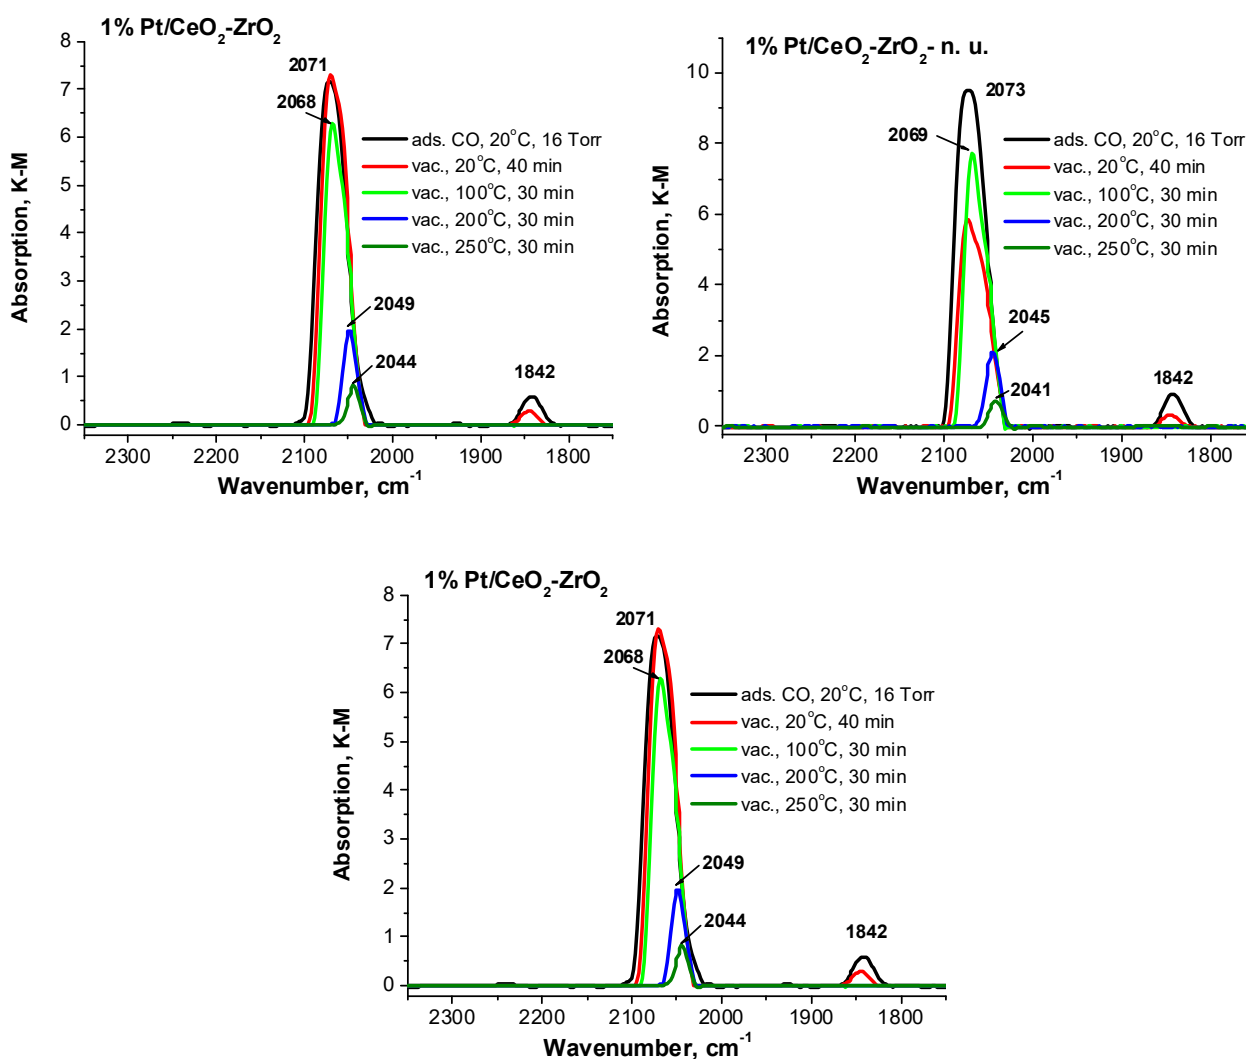 1% Pt/CeO₂-ZrO₂
8
7
6
5
4
3
2
1
0
Absorption, K-M
2071
2068
2049
2044
1842
ads. CO, 20°C, 16 Torr
vac., 20°C, 40 min
vac., 100°C, 30 min
vac., 200°C, 30 min
vac., 250°C, 30 min
2300 2200 2100 2000 1900 1800
Wavenumber, cm⁻¹
1% Pt/CeO₂-ZrO₂- n. u.
10
8
6
4
2
0
Absorption, K-M
2073
2069
2045
2041
1842
ads. CO, 20°C, 16 Torr
vac., 20°C, 40 min
vac., 100°C, 30 min
vac., 200°C, 30 min
vac., 250°C, 30 min
2300 2200 2100 2000 1900 1800
Wavenumber, cm⁻¹
1% Pt/CeO₂-ZrO₂
8
7
6
5
4
3
2
1
0
Absorption, K-M
2071
2068
2049
2044
1842
ads. CO, 20°C, 16 Torr
vac., 20°C, 40 min
vac., 100°C, 30 min
vac., 200°C, 30 min
vac., 250°C, 30 min
2300 2200 2100 2000 1900 1800
Wavenumber, cm⁻¹